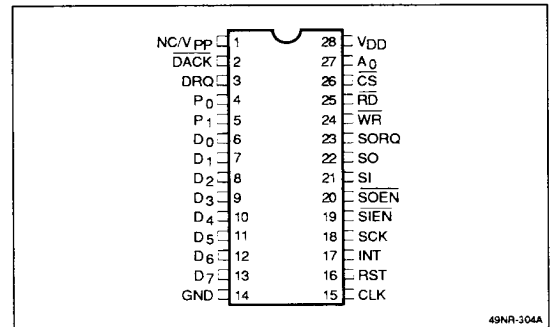 NC/VPP 1 28 VDD
DACK 2 27 A0
DRQ 3 26 CS
P0 4 25 RD
P1 5 24 WR
D0 6 23 SORQ
D1 7 22 SO
D2 8 21 SI
D3 9 20 SOEN
D4 10 19 SIEN
D5 11 18 SCK
D6 12 17 INT
D7 13 16 RST
GND 14 15 CLK
49NR-304A